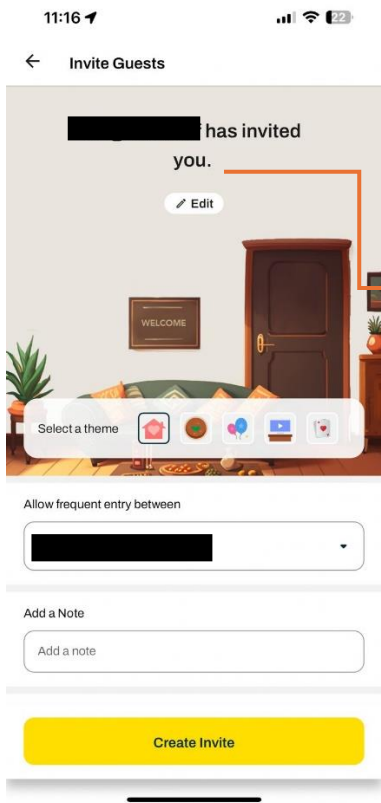 11:16
22
Invite Guests
has invited
you.
Edit
WELCOME
Select a theme
Allow frequent entry between
Add a Note
Add a note
Create Invite